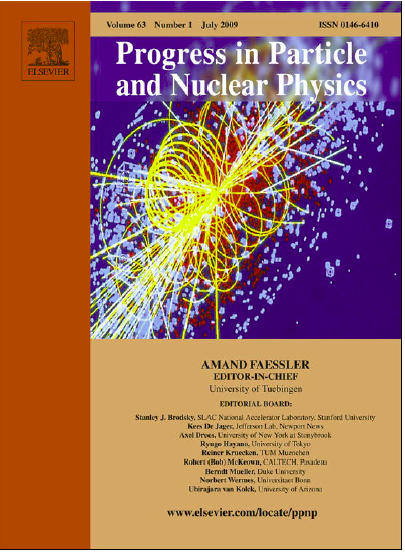 Volume 63 Number 1 July 2009 ISSN 0146-6410
ELSEVIER
Progress in Particle
and Nuclear Physics
AMAND FAESSLER
EDITOR-IN-CHIEF
University of Tuebingen
EDITORIAL BOARD:
Stanley J. Brodsky, SLAC National Accelerator Laboratory, Stanford University
Kees De Jager, Jefferson Lab, Newport News
Axel Drees, University of New York at Stonybrook
Ryugo Hayano, University of Tokyo
Reiner Kruecken, TUM Muenchen
Robert (Bob) McKeown, CALTECH, Pasadena
Berndt Mueller, Duke University
Norbert Wermes, Universitaet Bonn
Ubirajara van Kolck, University of Arizona
www.elsevier.com/locate/ppnp